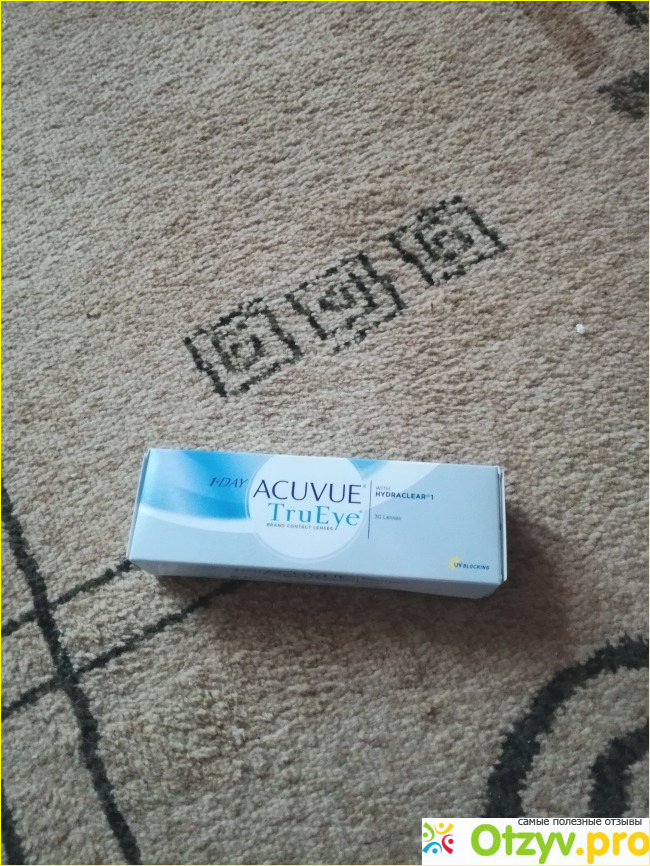 1-DAY
ACUVUE®
TruEye®
BRAND CONTACT LENSES
WITH
HYDRACLEAR®1
30 Lenses
UV BLOCKING
самые полезные отзывы
Otzyv.pro